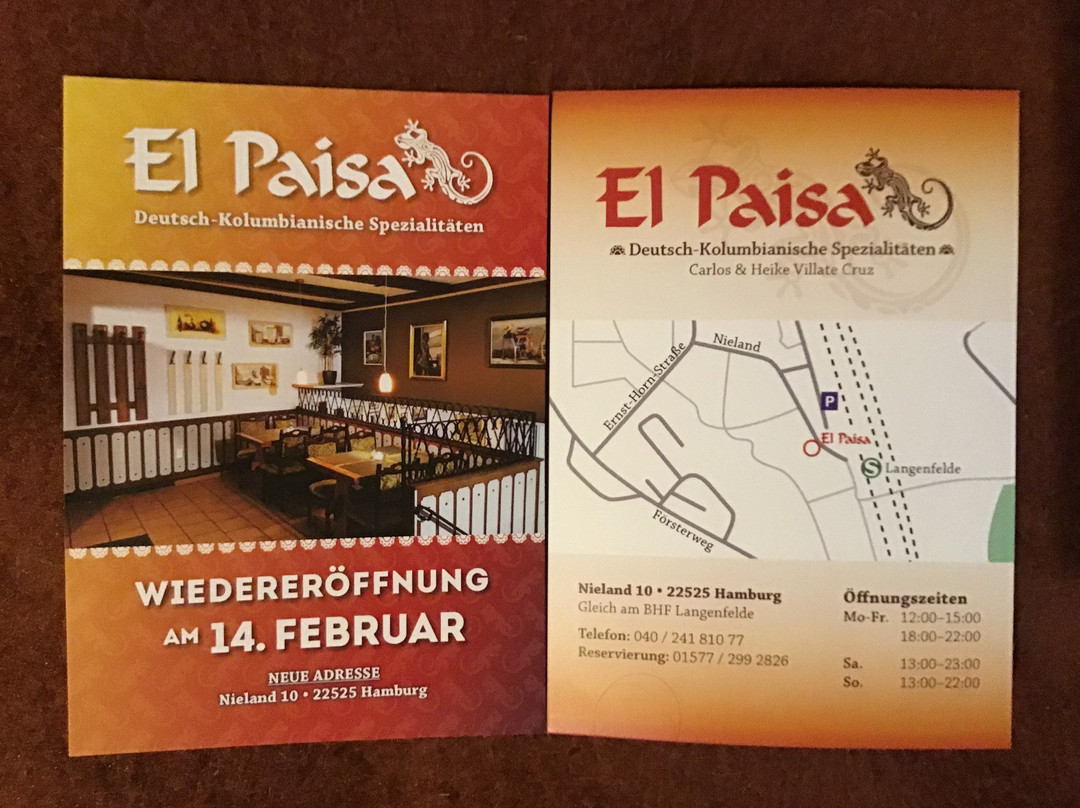 El Paisa
Deutsch-Kolumbianische Spezialitäten
WIEDERERÖFFNUNG
AM 14. FEBRUAR
NEUE ADRESSE
Nieland 10 • 22525 Hamburg
El Paisa
Deutsch-Kolumbianische Spezialitäten
Carlos & Heike Villate Cruz
Nieland
Ernst-Horn-Straße
P
El Paisa
S Langenfelde
Försterweg
Nieland 10 • 22525 Hamburg
Gleich am BHF Langenfelde
Telefon: 040 / 241 810 77
Reservierung: 01577 / 299 2826
Öffnungszeiten
Mo-Fr. 12:00–15:00
18:00–22:00
Sa. 13:00–23:00
So. 13:00–22:00